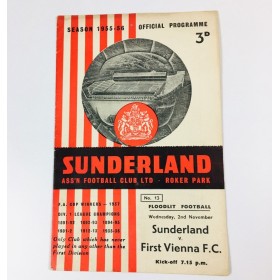 SEASON 1955-56 OFFICIAL PROGRAMME
3D
SUNDERLAND
ASS'N FOOTBALL CLUB LTD - ROKER PARK
F.A. CUP WINNERS - 1937
DIV. 1 LEAGUE CHAMPIONS
1891-92 1892-93 1894-95
1901-2 1912-13 1935-36
Only Club which has never
played in any other than the
First Division
No. 13
FLOODLIT FOOTBALL
Wednesday, 2nd November
Sunderland
v.
First Vienna F.C.
Kick-off 7.15 p.m.